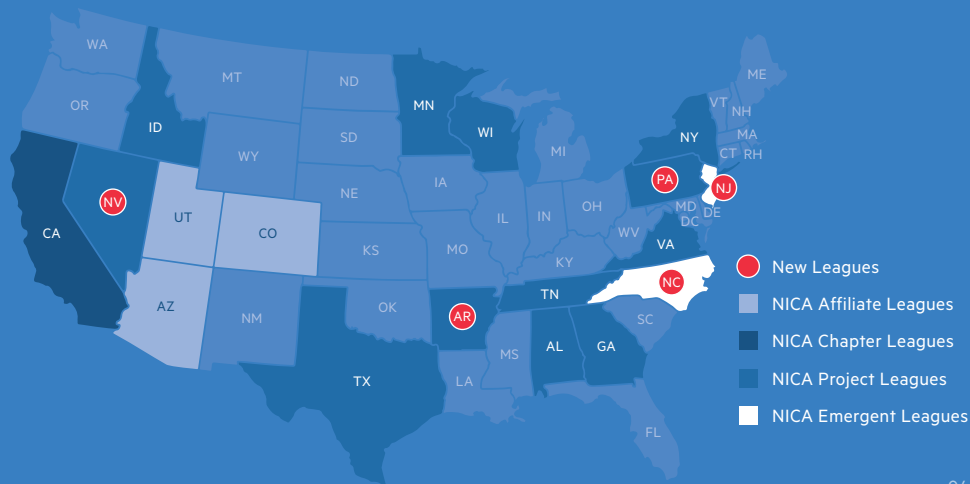 WA
ME
MT
ND
VT
MN
OR
NH
ID
WI
MA
NY
SD
MI
CT RH
WY
IA
PA
NJ
NE
OH
NV
MD
IL
IN
DE
UT
DC
CO
WV
CA
VA
MO
KS
KY
New Leagues
NC
TN
AZ
NICA Affiliate Leagues
OK
AR
NM
SC
NICA Chapter Leagues
AL
GA
MS
TX
LA
NICA Project Leagues
NICA Emergent Leagues
FL